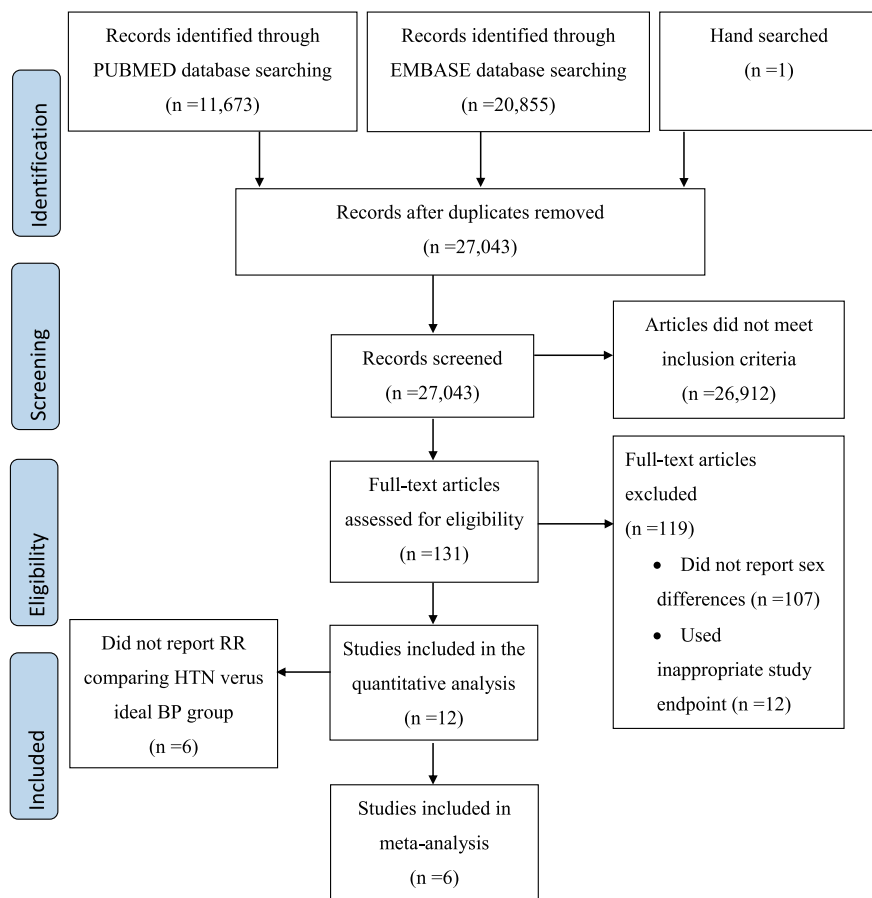 Records identified through
PUBMED database searching
(n =11,673)
Records identified through
EMBASE database searching
(n =20,855)
Hand searched
(n =1)
Identification
Records after duplicates removed
(n =27,043)
Screening
Records screened
(n =27,043)
Articles did not meet
inclusion criteria
(n =26,912)
Eligibility
Full-text articles
assessed for eligibility
(n =131)
Full-text articles
excluded
(n =119)
• Did not report sex
differences (n =107)
• Used
inappropriate study
endpoint (n =12)
Included
Did not report RR
comparing HTN verus
ideal BP group
(n =6)
Studies included in the
quantitative analysis
(n =12)
Studies included in
meta-analysis
(n =6)